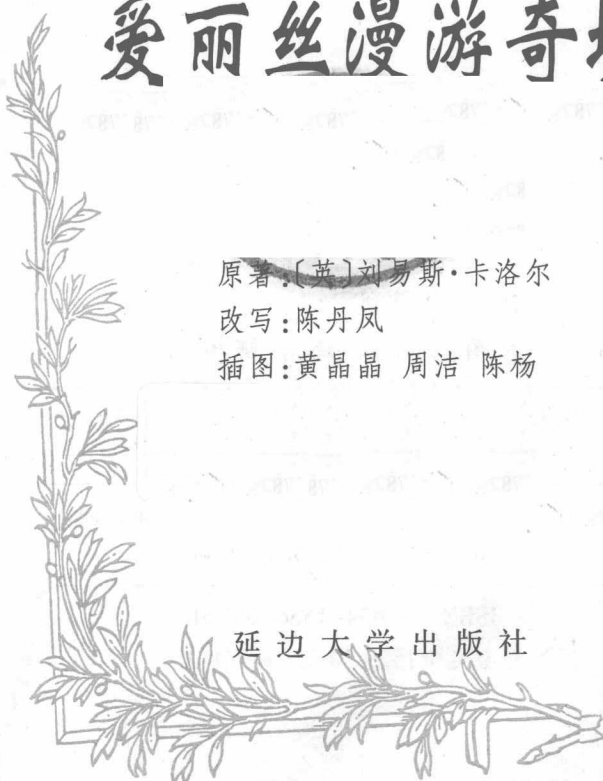 爱丽丝漫游奇境
原著:〔英〕刘易斯·卡洛尔
改写:陈丹凤
插图:黄晶晶 周洁 陈杨
延边大学出版社